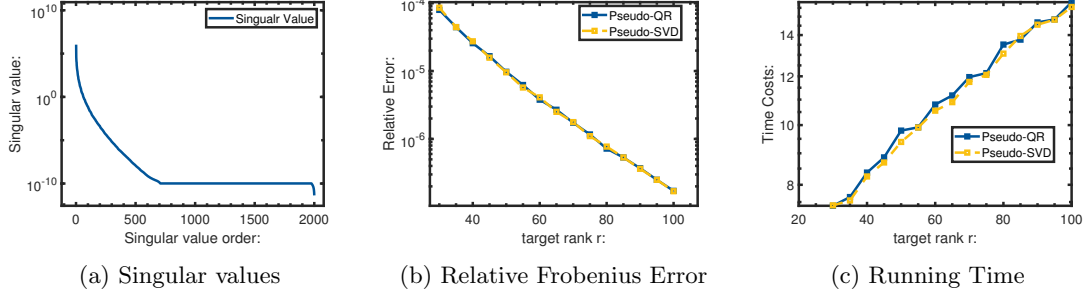 10^10
10^0
10^-10
Singular value:
Singualr Value
0 500 1000 1500 2000
Singular value order:
(a) Singular values
10^-4
10^-5
10^-6
Relative Error:
Pseudo-QR
Pseudo-SVD
40 60 80 100
target rank r:
(b) Relative Frobenius Error
14
12
10
8
Time Costs:
Pseudo-QR
Pseudo-SVD
20 40 60 80 100
target rank r:
(c) Running Time